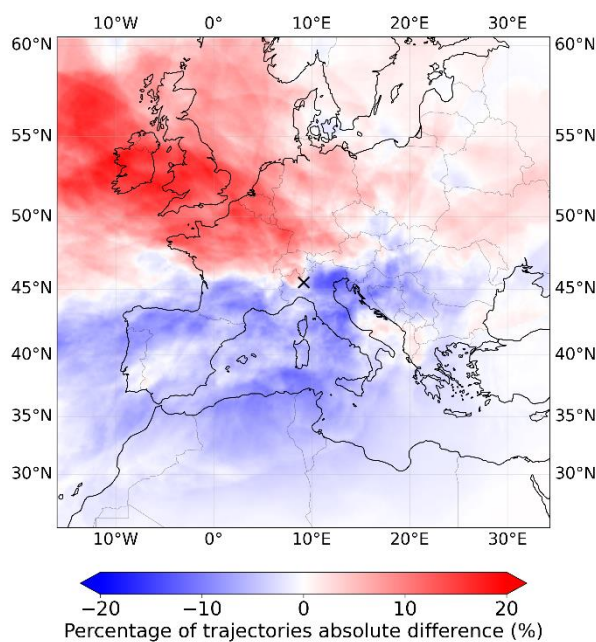 10°W 0° 10°E 20°E 30°E
60°N 60°N
55°N 55°N
50°N 50°N
45°N 45°N
40°N 40°N
35°N 35°N
30°N 30°N
10°W 0° 10°E 20°E 30°E
−20 −10 0 10 20
Percentage of trajectories absolute difference (%)